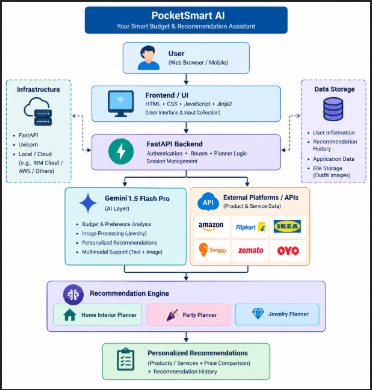 PocketSmart AI
Your Smart Budget & Recommendation Assistant
User
(Web Browser / Mobile)
Infrastructure
• FastAPI
• Uvicorn
• Local / Cloud
(e.g., IBM Cloud /
AWS / Others)
Frontend / UI
HTML • CSS • JavaScript • Jinja2
(User Interface & Input Collection)
Data Storage
• User Information
• Recommendation
History
• Application Data
• File Storage
(Outfit Images)
FastAPI Backend
Authentication • Routes • Planner Logic
Session Management
Gemini 1.5 Flash Pro
(AI Layer)
• Budget & Preference Analysis
• Image Processing (Jewelry)
• Personalized Recommendations
• Multimodal Support (Text + Image)
API
External Platforms / APIs
(Product & Service Data)
amazon
Flipkart
IKEA
Swiggy
zomato
OYO
Recommendation Engine
Home Interior Planner
Party Planner
Jewelry Planner
Personalized Recommendations
(Products / Services + Price Comparison)
+ Recommendation History